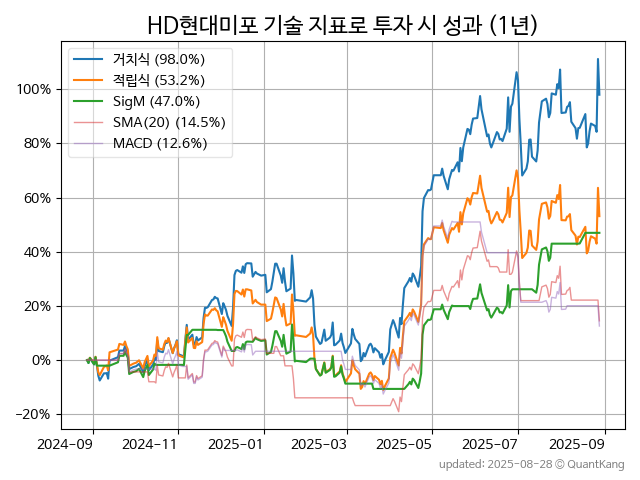 HD현대미포 기술 지표로 투자 시 성과 (1년)
거치식 (98.0%)
적립식 (53.2%)
SigM (47.0%)
SMA(20) (14.5%)
MACD (12.6%)
100%
80%
60%
40%
20%
0%
−20%
2024-09 2024-11 2025-01 2025-03 2025-05 2025-07 2025-09
updated: 2025-08-28 © QuantKang